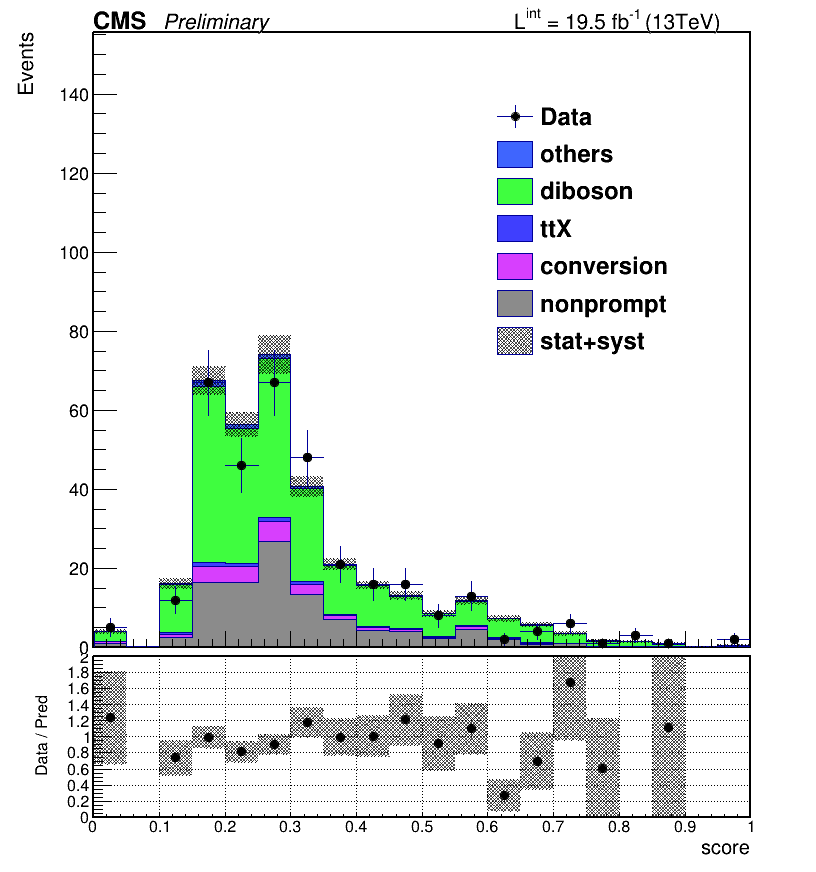 CMS Preliminary L^int = 19.5 fb^-1 (13TeV)
Events
140
120
100
80
60
40
20
0
Data
others
diboson
ttX
conversion
nonprompt
stat+syst
Data / Pred
2
1.8
1.6
1.4
1.2
1
0.8
0.6
0.4
0.2
0
0 0.1 0.2 0.3 0.4 0.5 0.6 0.7 0.8 0.9 1
score